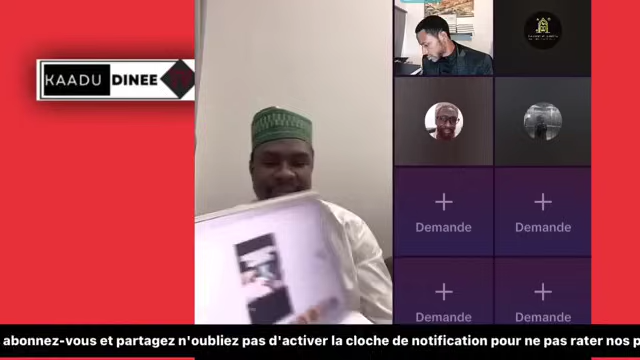 KAADU DINEE
Demande
Demande
Demande
Demande
abonnez-vous et partagez n'oubliez pas d'activer la cloche de notification pour ne pas rater nos p